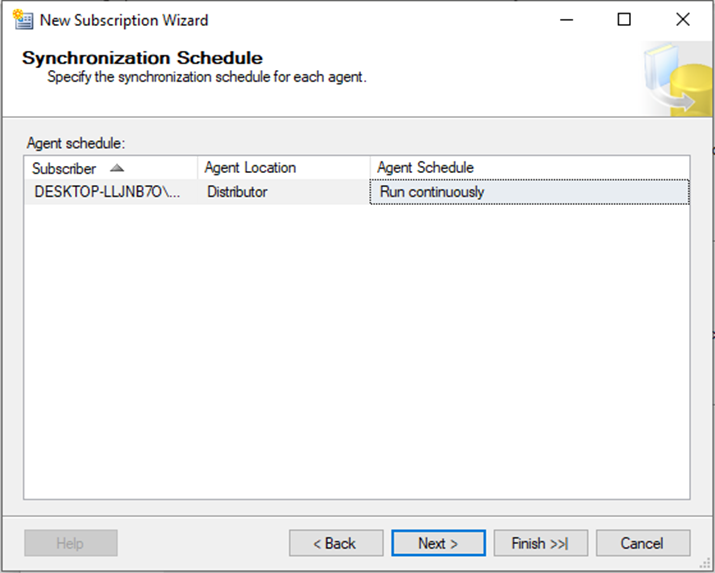 New Subscription Wizard
Synchronization Schedule
Specify the synchronization schedule for each agent.
Agent schedule:
Subscriber Agent Location Agent Schedule
DESKTOP-LLJNB7O\... Distributor Run continuously
Help < Back Next > Finish >>| Cancel